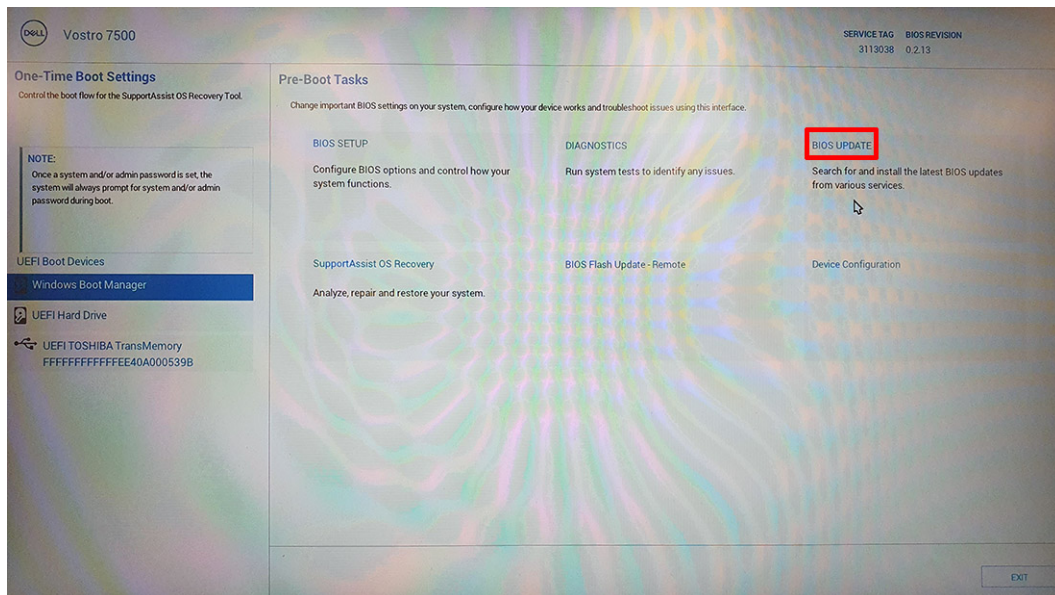 DELL
Vostro 7500
SERVICE TAG BIOS REVISION
3113038 0.2.13
One-Time Boot Settings
Control the boot flow for the SupportAssist OS Recovery Tool.
NOTE:
Once a system and/or admin password is set, the
system will always prompt for system and/or admin
password during boot.
UEFI Boot Devices
Windows Boot Manager
UEFI Hard Drive
UEFI TOSHIBA TransMemory
FFFFFFFFFFFFEE40A000539B
Pre-Boot Tasks
Change important BIOS settings on your system, configure how your device works and troubleshoot issues using this interface.
BIOS SETUP
Configure BIOS options and control how your
system functions.
DIAGNOSTICS
Run system tests to identify any issues.
BIOS UPDATE
Search for and install the latest BIOS updates
from various services.
SupportAssist OS Recovery
Analyze, repair and restore your system.
BIOS Flash Update - Remote
Device Configuration
EXIT